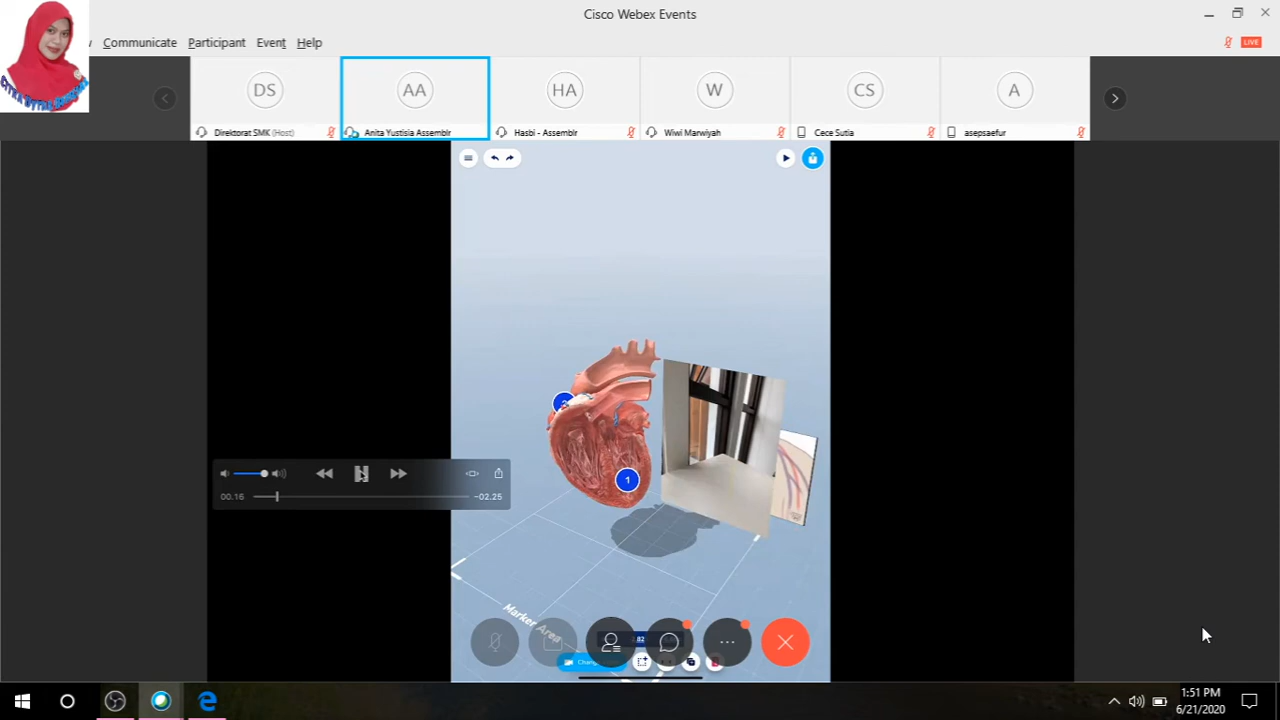 Cisco Webex Events
Communicate Participant Event Help
LIVE
DS AA HA W CS A
Direktorat SMK (Host) Anita Yustisia Assemblr Hasbi - Assemblr Wiwi Marwiyah Cece Sutia asepsaefur
1
00.16 -02.25
Marker Area
82
1:51 PM
6/21/2020